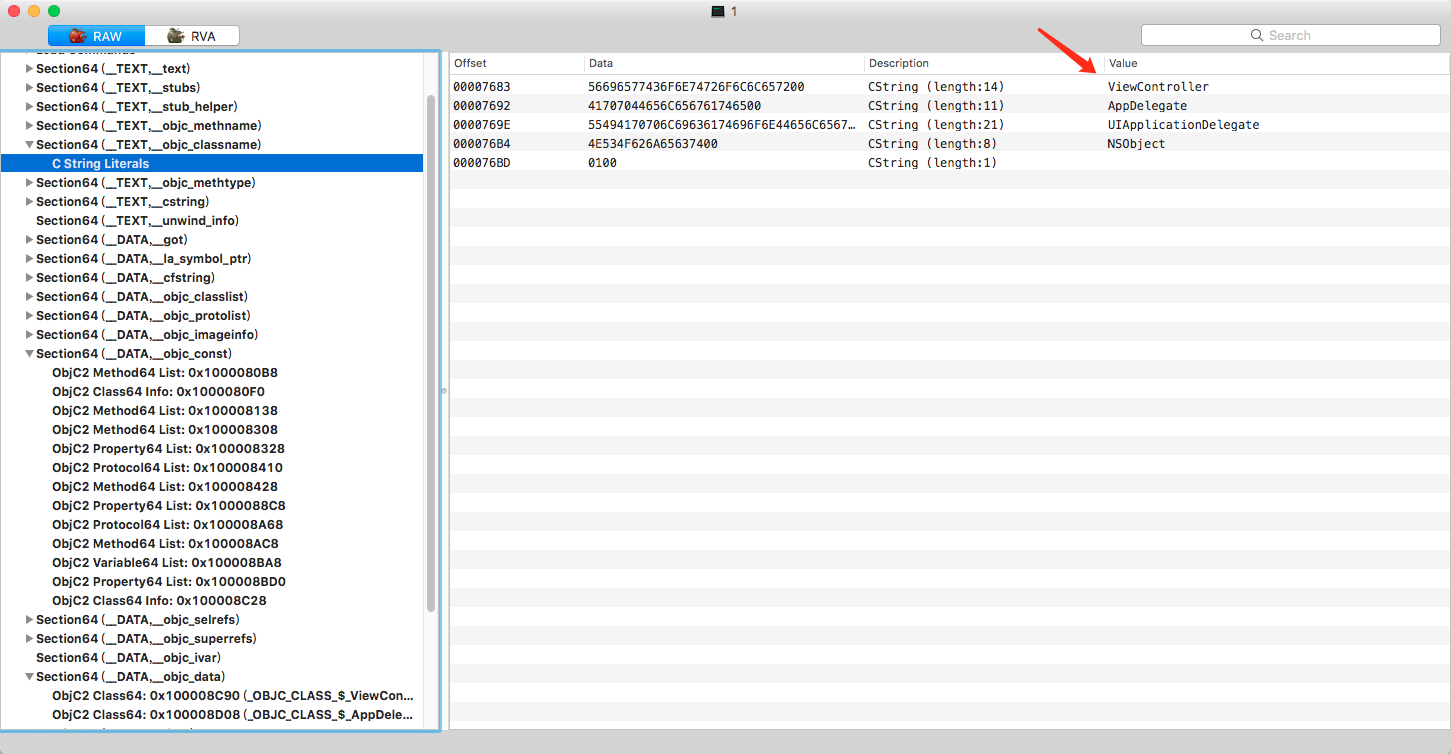 1
RAW
RVA
Search
Load Commands
Section64 (__TEXT,__text)
Section64 (__TEXT,__stubs)
Section64 (__TEXT,__stub_helper)
Section64 (__TEXT,__objc_methname)
Section64 (__TEXT,__objc_classname)
C String Literals
Section64 (__TEXT,__objc_methtype)
Section64 (__TEXT,__cstring)
Section64 (__TEXT,__unwind_info)
Section64 (__DATA,__got)
Section64 (__DATA,__la_symbol_ptr)
Section64 (__DATA,__cfstring)
Section64 (__DATA,__objc_classlist)
Section64 (__DATA,__objc_protolist)
Section64 (__DATA,__objc_imageinfo)
Section64 (__DATA,__objc_const)
ObjC2 Method64 List: 0x1000080B8
ObjC2 Class64 Info: 0x1000080F0
ObjC2 Method64 List: 0x100008138
ObjC2 Method64 List: 0x100008308
ObjC2 Property64 List: 0x100008328
ObjC2 Protocol64 List: 0x100008410
ObjC2 Method64 List: 0x100008428
ObjC2 Property64 List: 0x1000088C8
ObjC2 Protocol64 List: 0x100008A68
ObjC2 Method64 List: 0x100008AC8
ObjC2 Variable64 List: 0x100008BA8
ObjC2 Property64 List: 0x100008BD0
ObjC2 Class64 Info: 0x100008C28
Section64 (__DATA,__objc_selrefs)
Section64 (__DATA,__objc_superrefs)
Section64 (__DATA,__objc_ivar)
Section64 (__DATA,__objc_data)
ObjC2 Class64: 0x100008C90 (_OBJC_CLASS_$_ViewCon...
ObjC2 Class64: 0x100008D08 (_OBJC_CLASS_$_AppDele...
Offset Data Description Value
00007683 56696577436F6E74726F6C6C657200 CString (length:14) ViewController
00007692 41707044656C656761746500 CString (length:11) AppDelegate
0000769E 55494170706C69636174696F6E44656C6567... CString (length:21) UIApplicationDelegate
000076B4 4E534F626A65637400 CString (length:8) NSObject
000076BD 0100 CString (length:1)